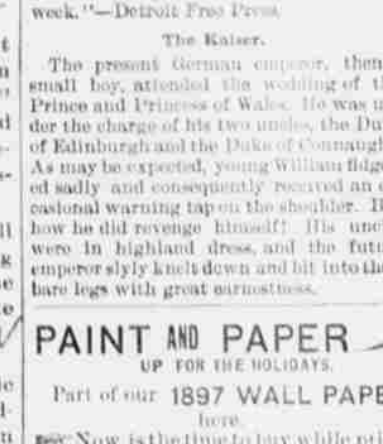 week."—Detroit Free Press
The Kaiser.
The present German emperor, then
small boy, attended the wedding of t
Prince and Princess of Wales. He was u
der the charge of his two uncles, the Du
of Edinburgh and the Duke of Connaugh
As may be expected, young William fidge
ed sadly and consequently received an o
casional warning tap on the shoulder. B
how he did revenge himself! His unc
were in highland dress, and the futu
emperor slyly knelt down and bit into the
bare legs with great earnestness.
PAINT AND PAPER
UP FOR THE HOLIDAYS.
Part of our 1897 WALL PAPE
here.
Now is the time to buy while